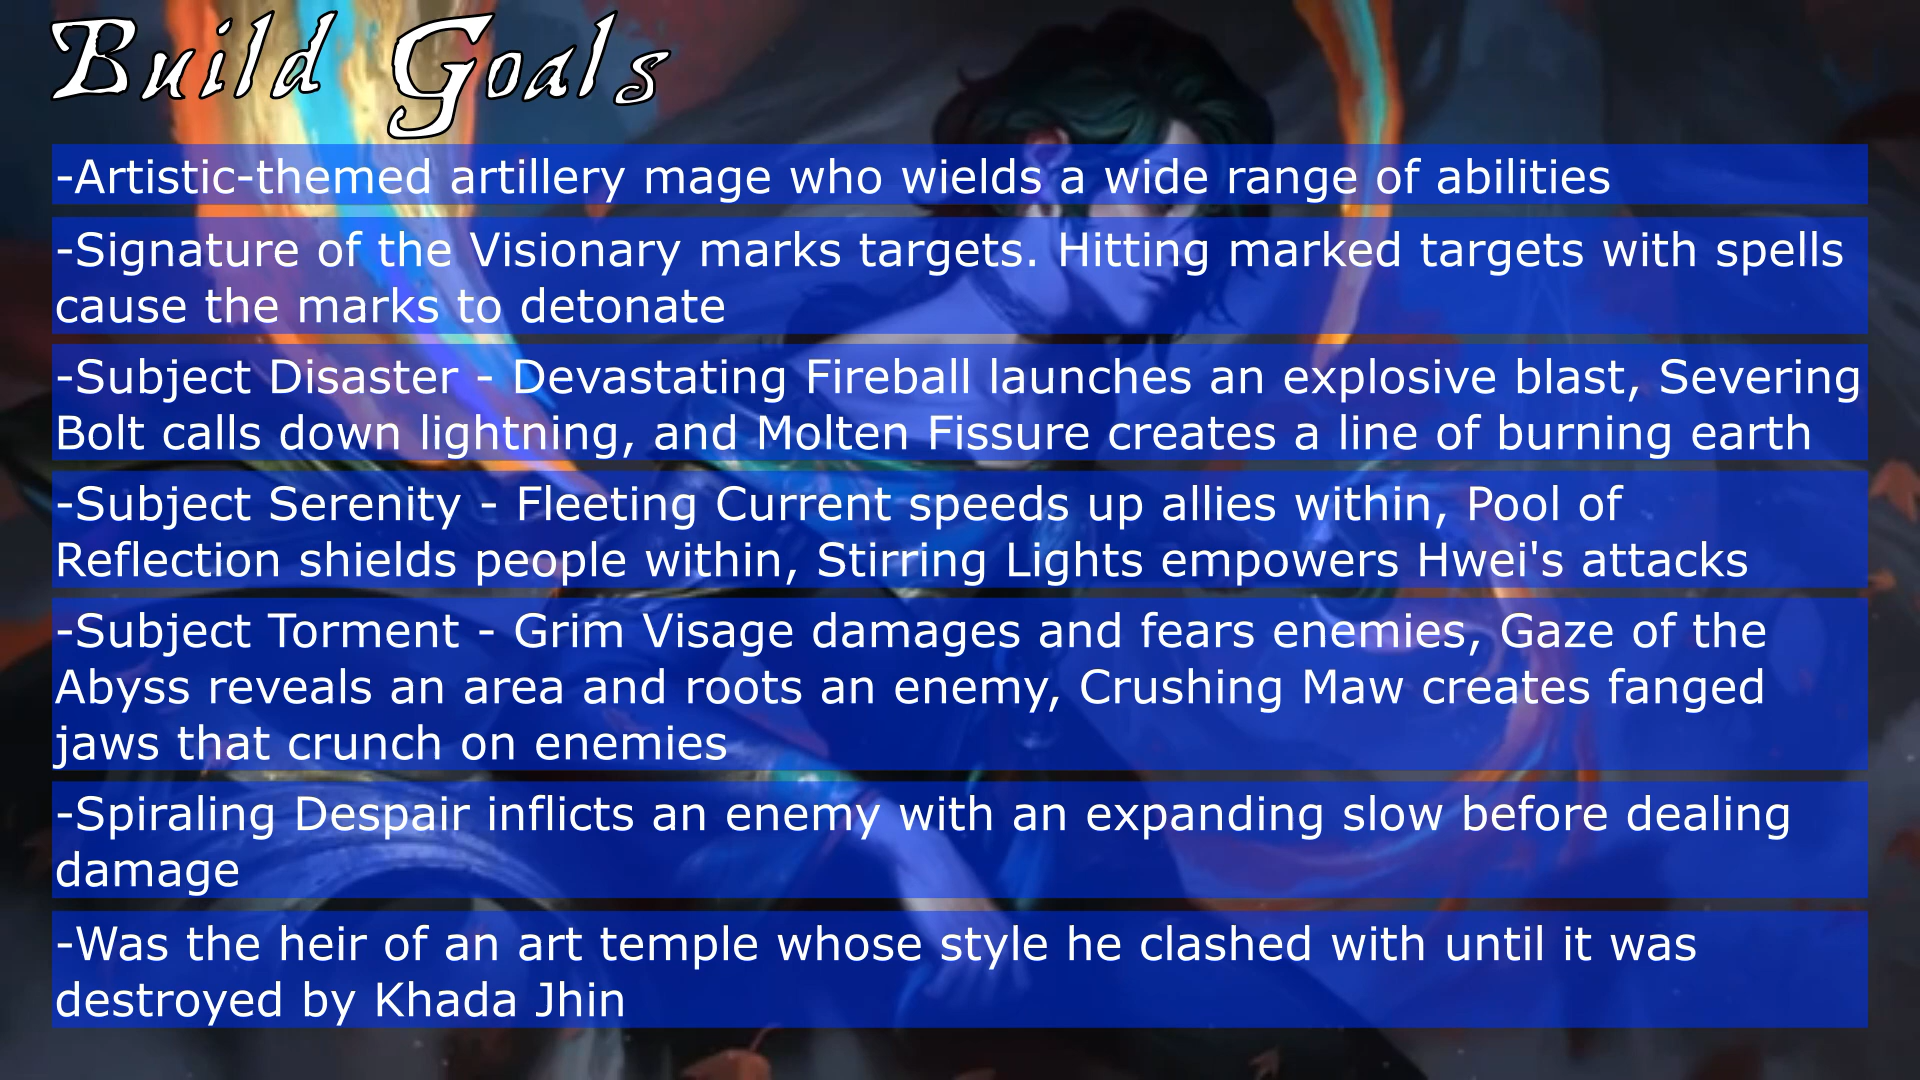 Build Goals
-Artistic-themed artillery mage who wields a wide range of abilities
-Signature of the Visionary marks targets. Hitting marked targets with spells
cause the marks to detonate
-Subject Disaster - Devastating Fireball launches an explosive blast, Severing
Bolt calls down lightning, and Molten Fissure creates a line of burning earth
-Subject Serenity - Fleeting Current speeds up allies within, Pool of
Reflection shields people within, Stirring Lights empowers Hwei's attacks
-Subject Torment - Grim Visage damages and fears enemies, Gaze of the
Abyss reveals an area and roots an enemy, Crushing Maw creates fanged
jaws that crunch on enemies
-Spiraling Despair inflicts an enemy with an expanding slow before dealing
damage
-Was the heir of an art temple whose style he clashed with until it was
destroyed by Khada Jhin